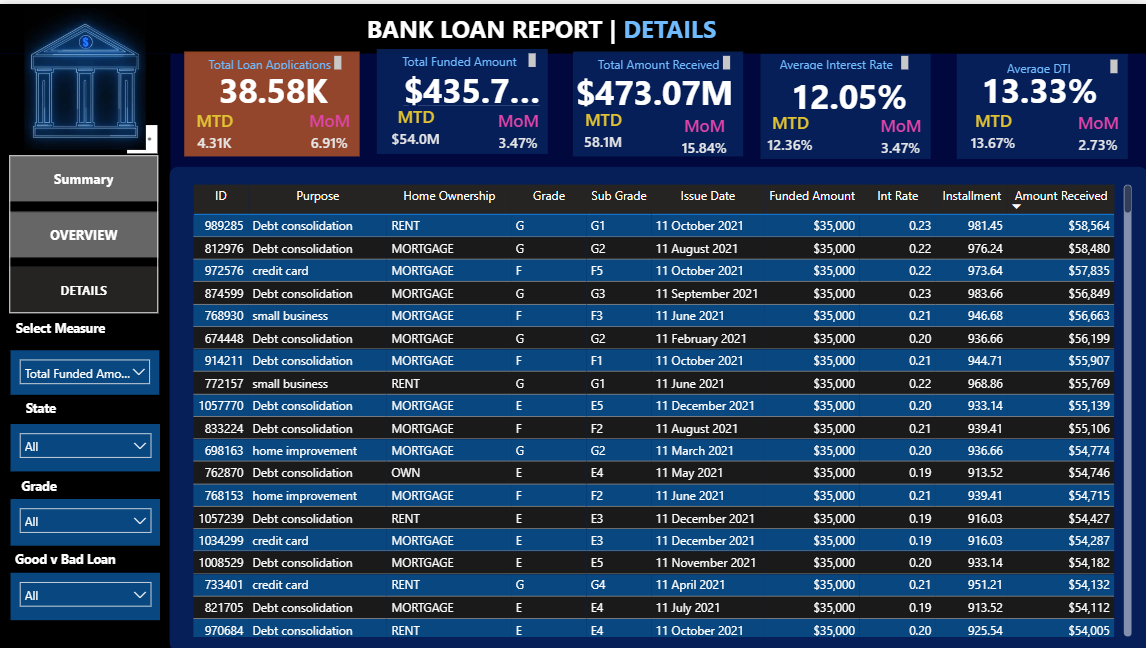 BANK LOAN REPORT | DETAILS
$
Total Loan Applications
38.58K
MTD MoM
4.31K 6.91%
Total Funded Amount
$435.7...
MTD MoM
$54.0M 3.47%
Total Amount Received
$473.07M
MTD MoM
58.1M 15.84%
Average Interest Rate
12.05%
MTD MoM
12.36% 3.47%
Average DTI
13.33%
MTD MoM
13.67% 2.73%
Summary
OVERVIEW
DETAILS
Select Measure
Total Funded Amo...
State
All
Grade
All
Good v Bad Loan
All
ID Purpose Home Ownership Grade Sub Grade Issue Date Funded Amount Int Rate Installment Amount Received
989285 Debt consolidation RENT G G1 11 October 2021 $35,000 0.23 981.45 $58,564
812976 Debt consolidation MORTGAGE G G2 11 August 2021 $35,000 0.22 976.24 $58,480
972576 credit card MORTGAGE F F5 11 October 2021 $35,000 0.22 973.64 $57,835
874599 Debt consolidation MORTGAGE G G3 11 September 2021 $35,000 0.23 983.66 $56,849
768930 small business MORTGAGE F F3 11 June 2021 $35,000 0.21 946.68 $56,663
674448 Debt consolidation MORTGAGE G G2 11 February 2021 $35,000 0.20 936.66 $56,199
914211 Debt consolidation MORTGAGE F F1 11 October 2021 $35,000 0.21 944.71 $55,907
772157 small business RENT G G1 11 June 2021 $35,000 0.22 968.86 $55,769
1057770 Debt consolidation MORTGAGE E E5 11 December 2021 $35,000 0.20 933.14 $55,139
833224 Debt consolidation MORTGAGE F F2 11 August 2021 $35,000 0.21 939.41 $55,106
698163 home improvement MORTGAGE G G2 11 March 2021 $35,000 0.20 936.66 $54,774
762870 Debt consolidation OWN E E4 11 May 2021 $35,000 0.19 913.52 $54,746
768153 home improvement MORTGAGE F F2 11 June 2021 $35,000 0.21 939.41 $54,715
1057239 Debt consolidation RENT E E3 11 December 2021 $35,000 0.19 916.03 $54,427
1034299 credit card MORTGAGE E E3 11 December 2021 $35,000 0.19 916.03 $54,287
1008529 Debt consolidation MORTGAGE E E5 11 November 2021 $35,000 0.20 933.14 $54,182
733401 credit card RENT G G4 11 April 2021 $35,000 0.21 951.21 $54,132
821705 Debt consolidation MORTGAGE E E4 11 July 2021 $35,000 0.19 913.52 $54,112
970684 Debt consolidation RENT E E4 11 October 2021 $35,000 0.20 925.54 $54,005